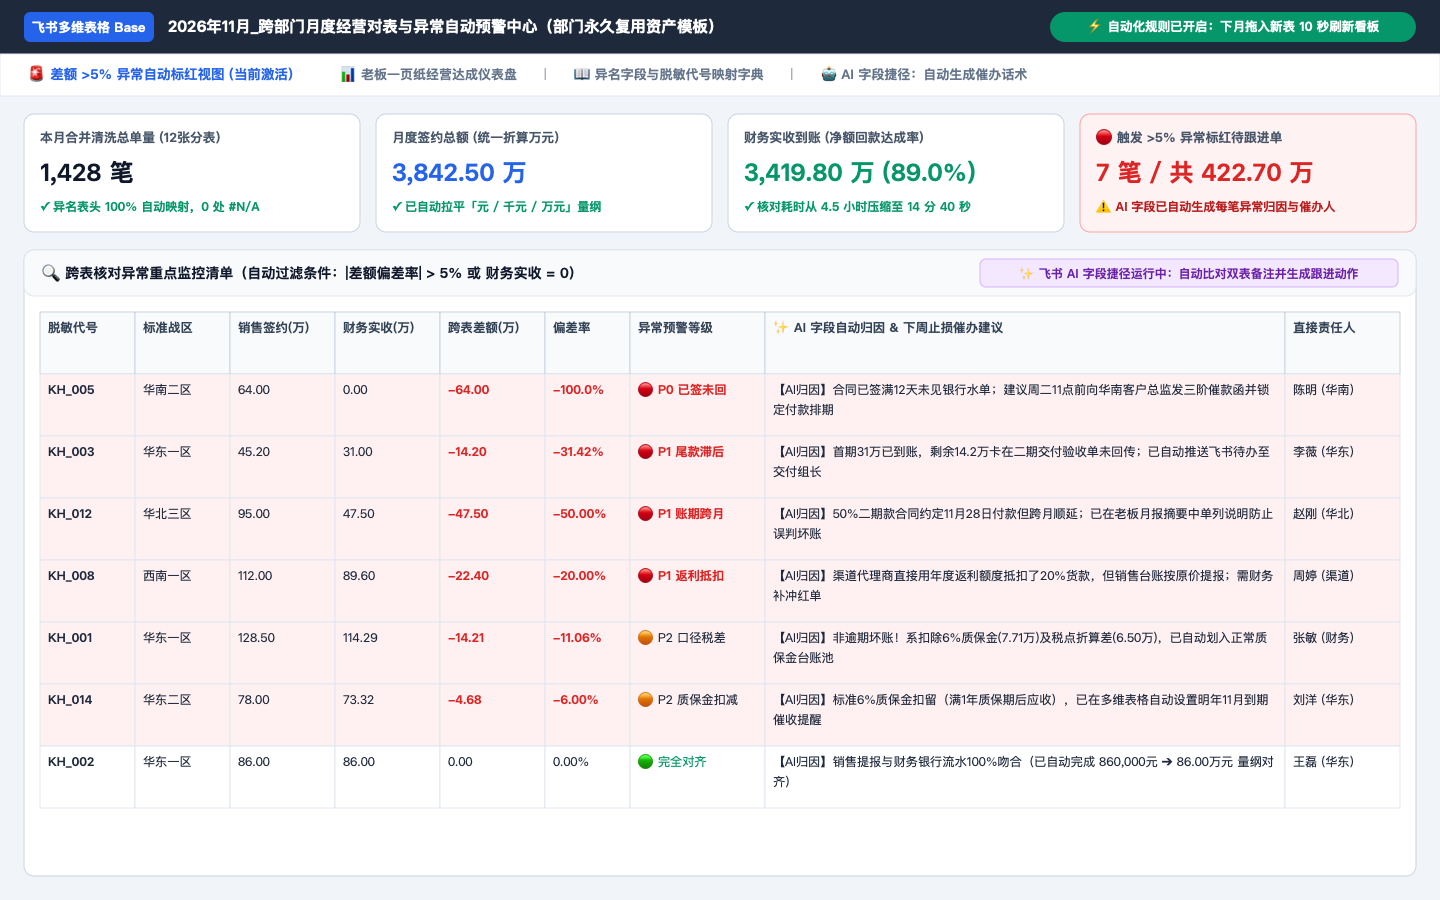 飞书多维表格 Base
2026年11月_跨部门月度经营对表与异常自动预警中心（部门永久复用资产模板）
⚡ 自动化规则已开启：下月拖入新表 10 秒刷新看板
🚨 差额 >5% 异常自动标红视图 (当前激活)
📊 老板一页纸经营达成仪表盘
|
📖 异名字段与脱敏代号映射字典
|
🤖 AI 字段捷径：自动生成催办话术
本月合并清洗总单量 (12张分表)
1,428 笔
✓ 异名表头 100% 自动映射，0 处 #N/A
月度签约总额 (统一折算万元)
3,842.50 万
✓ 已自动拉平「元 / 千元 / 万元」量纲
财务实收到账 (净额回款达成率)
3,419.80 万 (89.0%)
✓ 核对耗时从 4.5 小时压缩至 14 分 40 秒
🔴 触发 >5% 异常标红待跟进单
7 笔 / 共 422.70 万
⚠️ AI 字段已自动生成每笔异常归因与催办人
🔍 跨表核对异常重点监控清单（自动过滤条件：|差额偏差率| > 5% 或 财务实收 = 0）
✨ 飞书 AI 字段捷径运行中：自动比对双表备注并生成跟进动作
脱敏代号
标准战区
销售签约(万)
财务实收(万)
跨表差额(万)
偏差率
异常预警等级
✨ AI 字段自动归因 & 下周止损催办建议
直接责任人
KH_005
华南二区
64.00
0.00
−64.00
−100.0%
🔴 P0 已签未回
【AI归因】合同已签满12天未见银行水单；建议周二11点前向华南客户总监发三阶催款函并锁
定付款排期
陈明 (华南)
KH_003
华东一区
45.20
31.00
−14.20
−31.42%
🔴 P1 尾款滞后
【AI归因】首期31万已到账，剩余14.2万卡在二期交付验收单未回传；已自动推送飞书待办至
交付组长
李薇 (华东)
KH_012
华北三区
95.00
47.50
−47.50
−50.00%
🔴 P1 账期跨月
【AI归因】50%二期款合同约定11月28日付款但跨月顺延；已在老板月报摘要中单列说明防止
误判坏账
赵刚 (华北)
KH_008
西南一区
112.00
89.60
−22.40
−20.00%
🔴 P1 返利抵扣
【AI归因】渠道代理商直接用年度返利额度抵扣了20%货款，但销售台账按原价提报；需财务
补冲红单
周婷 (渠道)
KH_001
华东一区
128.50
114.29
−14.21
−11.06%
🟠 P2 口径税差
【AI归因】非逾期坏账！系扣除6%质保金(7.71万)及税点折算差(6.50万)，已自动划入正常质
保金台账池
张敏 (财务)
KH_014
华东二区
78.00
73.32
−4.68
−6.00%
🟠 P2 质保金扣减
【AI归因】标准6%质保金扣留（满1年质保期后应收），已在多维表格自动设置明年11月到期
催收提醒
刘洋 (华东)
KH_002
华东一区
86.00
86.00
0.00
0.00%
🟢 完全对齐
【AI归因】销售提报与财务银行流水100%吻合（已自动完成 860,000元 ➔ 86.00万元 量纲对
齐）
王磊 (华东)